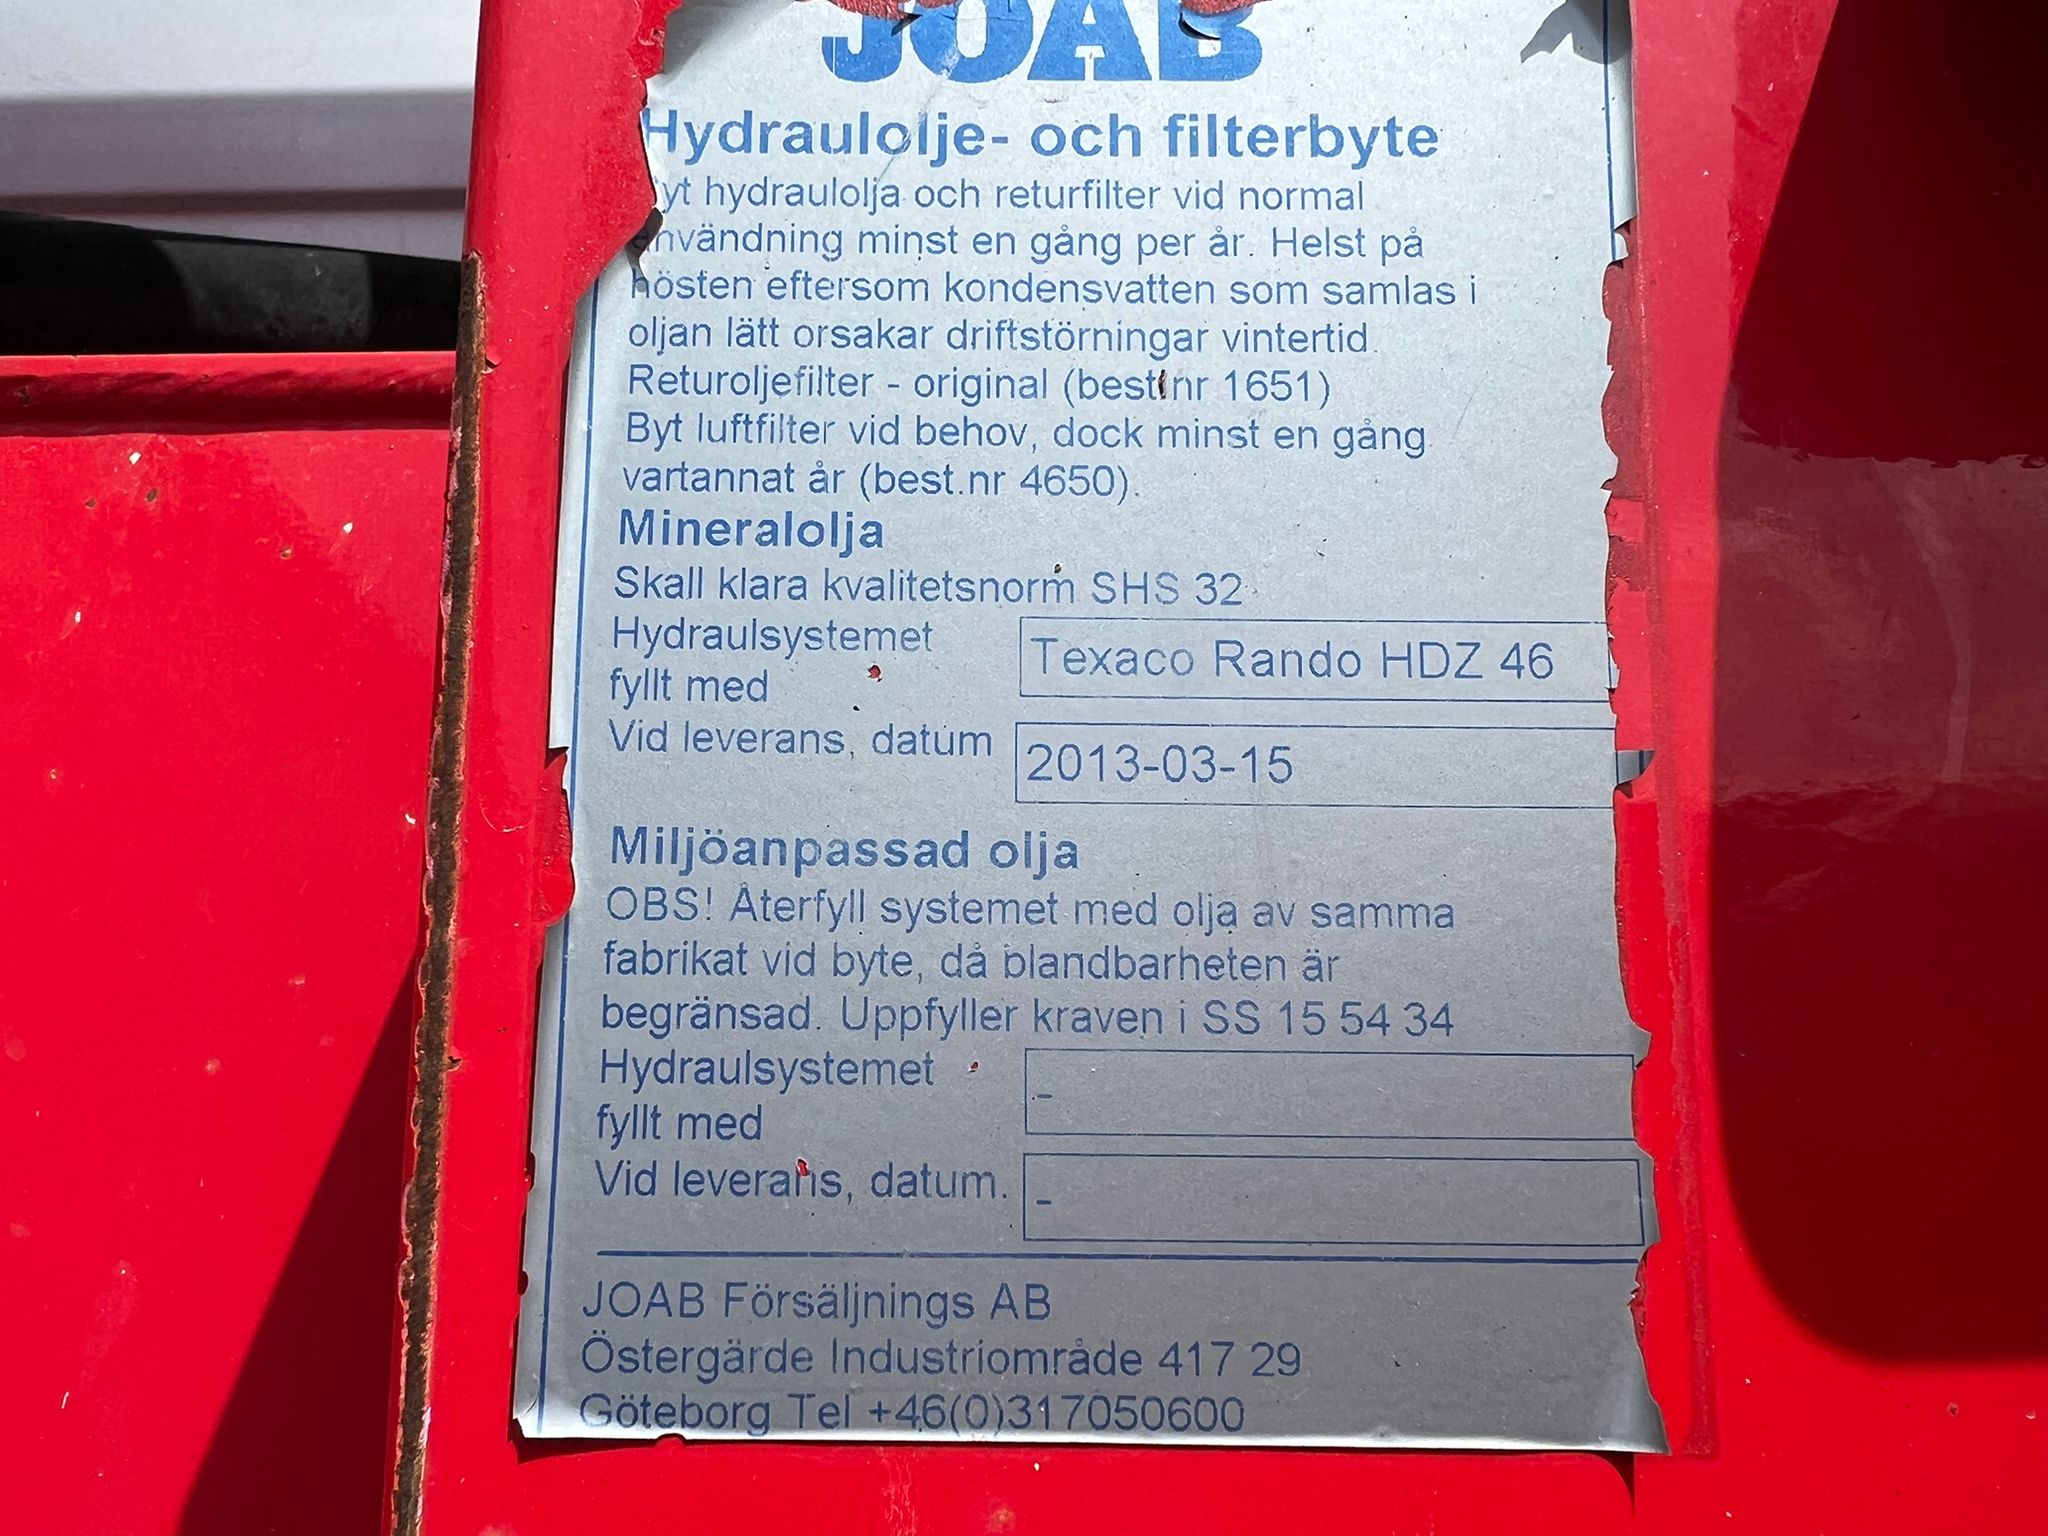 JOAB
Hydraulolje- och filterbyte
yt hydraulolja och returfilter vid normal
användning minst en gång per år. Helst på
hösten eftersom kondensvatten som samlas i
oljan lätt orsakar driftstörningar vintertid.
Returoljefilter - original (best.nr 1651)
Byt luftfilter vid behov, dock minst en gång
vartannat år (best.nr 4650).
Mineralolja
Skall klara kvalitetsnorm SHS 32
Hydraulsystemet
fyllt med
Texaco Rando HDZ 46
Vid leverans, datum
2013-03-15
Miljöanpassad olja
OBS! Återfyll systemet med olja av samma
fabrikat vid byte, då blandbarheten är
begränsad. Uppfyller kraven i SS 15 54 34
Hydraulsystemet
fyllt med
-
Vid leverans, datum.
-
JOAB Försäljnings AB
Östergärde Industriområde 417 29
Göteborg Tel +46(0)317050600